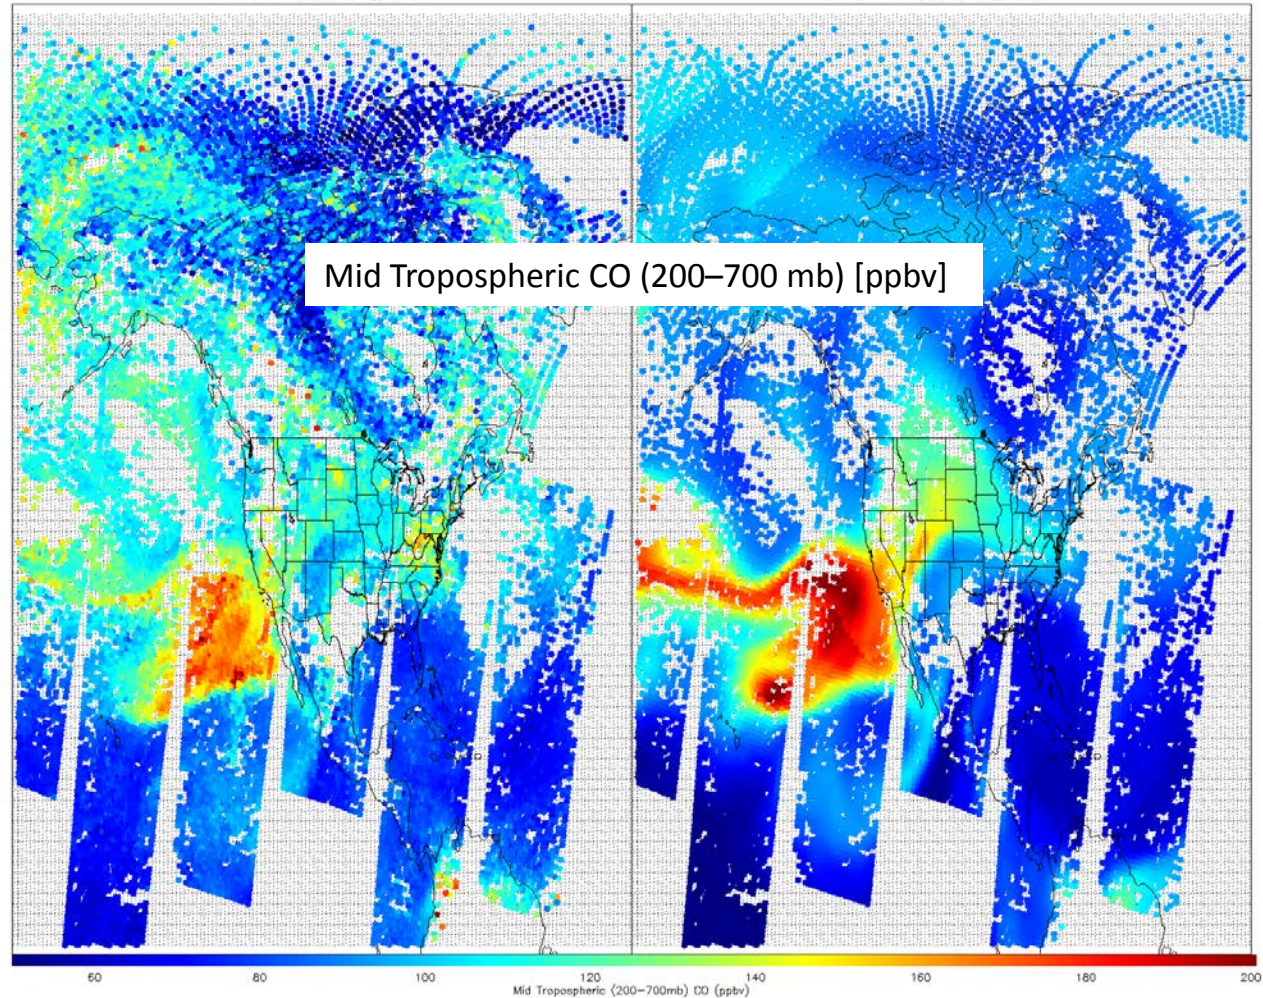 Mid Tropospheric CO (200–700 mb) [ppbv]
60 80 100 120 140 160 180 200
Mid Tropospheric (200-700mb) CO (ppbv)